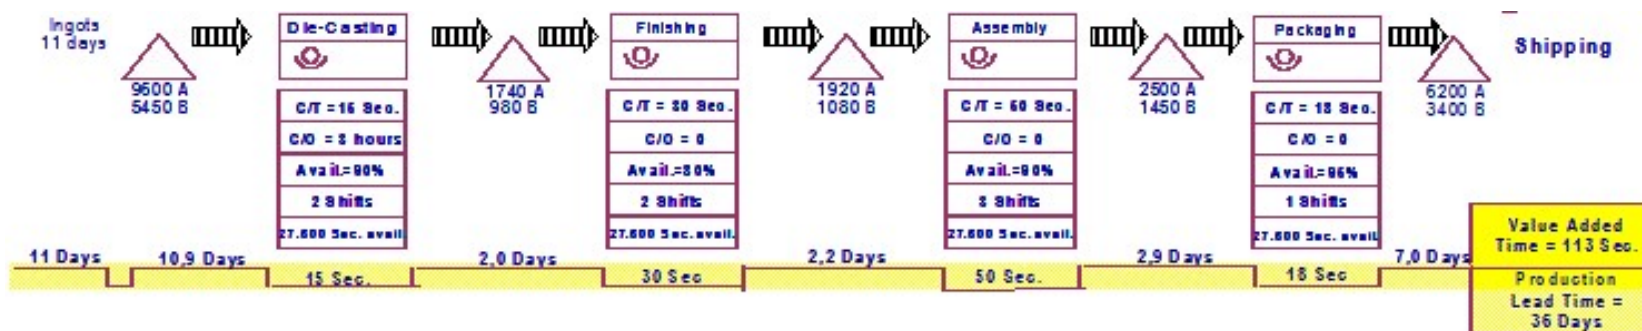 Ingots
11 days
9600 A
5450 B
Die-Casting
C/T = 15 Sec.
C/O = 3 hours
Avail.=90%
2 Shifts
27.600 Sec. avail.
1740 A
980 B
Finishing
C/T = 30 Sec.
C/O = 0
Avail.=80%
2 Shifts
27.600 Sec. avail.
1920 A
1080 B
Assembly
C/T = 50 Sec.
C/O = 0
Avail.=90%
3 Shifts
27.600 Sec. avail.
2500 A
1450 B
Packaging
C/T = 18 Sec.
C/O = 0
Avail.=95%
1 Shifts
27.600 Sec. avail.
6200 A
3400 B
Shipping
11 Days
10,9 Days
15 Sec.
2,0 Days
30 Sec
2,2 Days
50 Sec.
2,9 Days
18 Sec
7,0 Days
Value Added
Time = 113 Sec.
Production
Lead Time =
36 Days